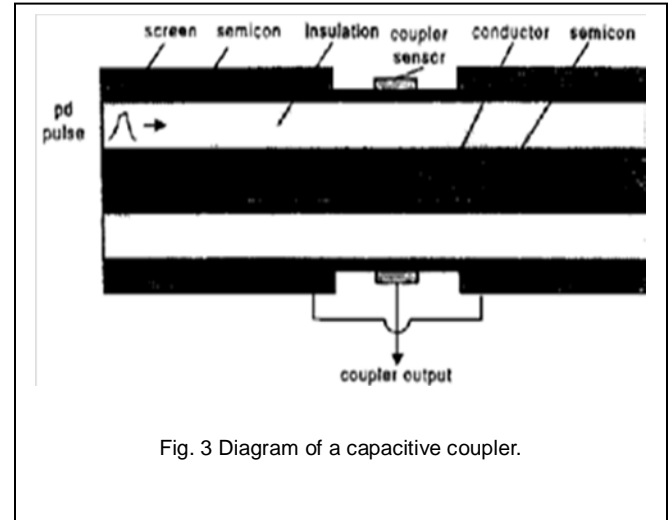 screen semicon insulation coupler conductor semicon
sensor
pd
pulse
coupler output
Fig. 3 Diagram of a capacitive coupler.